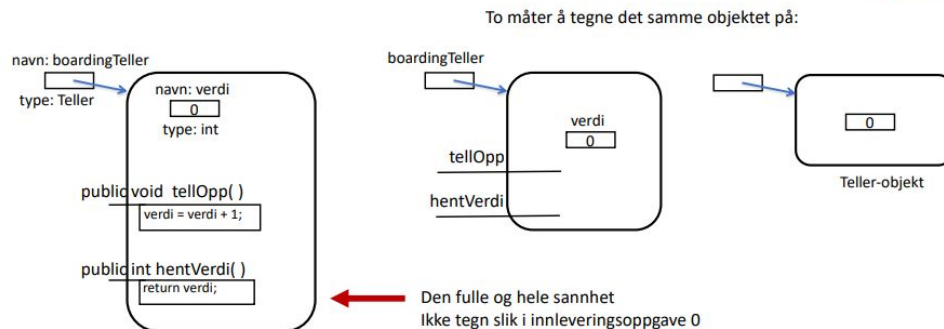 To måter å tegne det samme objektet på:
navn: boardingTeller
type: Teller
navn: verdi
0
type: int
public void tellOpp( )
verdi = verdi + 1;
public int hentVerdi( )
return verdi;
boardingTeller
verdi
0
tellOpp
hentVerdi
0
Teller-objekt
Den fulle og hele sannhet
Ikke tegn slik i innleveringsoppgave 0